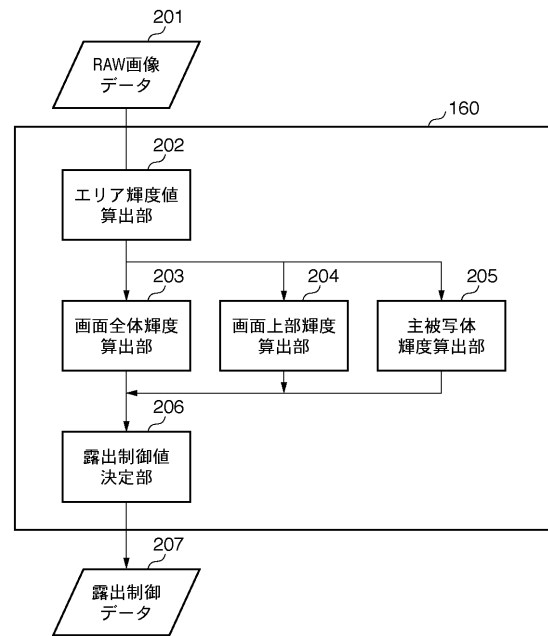 201
RAW画像
データ
160
202
エリア輝度値
算出部
203
画面全体輝度
算出部
204
画面上部輝度
算出部
205
主被写体
輝度算出部
206
露出制御値
決定部
207
露出制御
データ